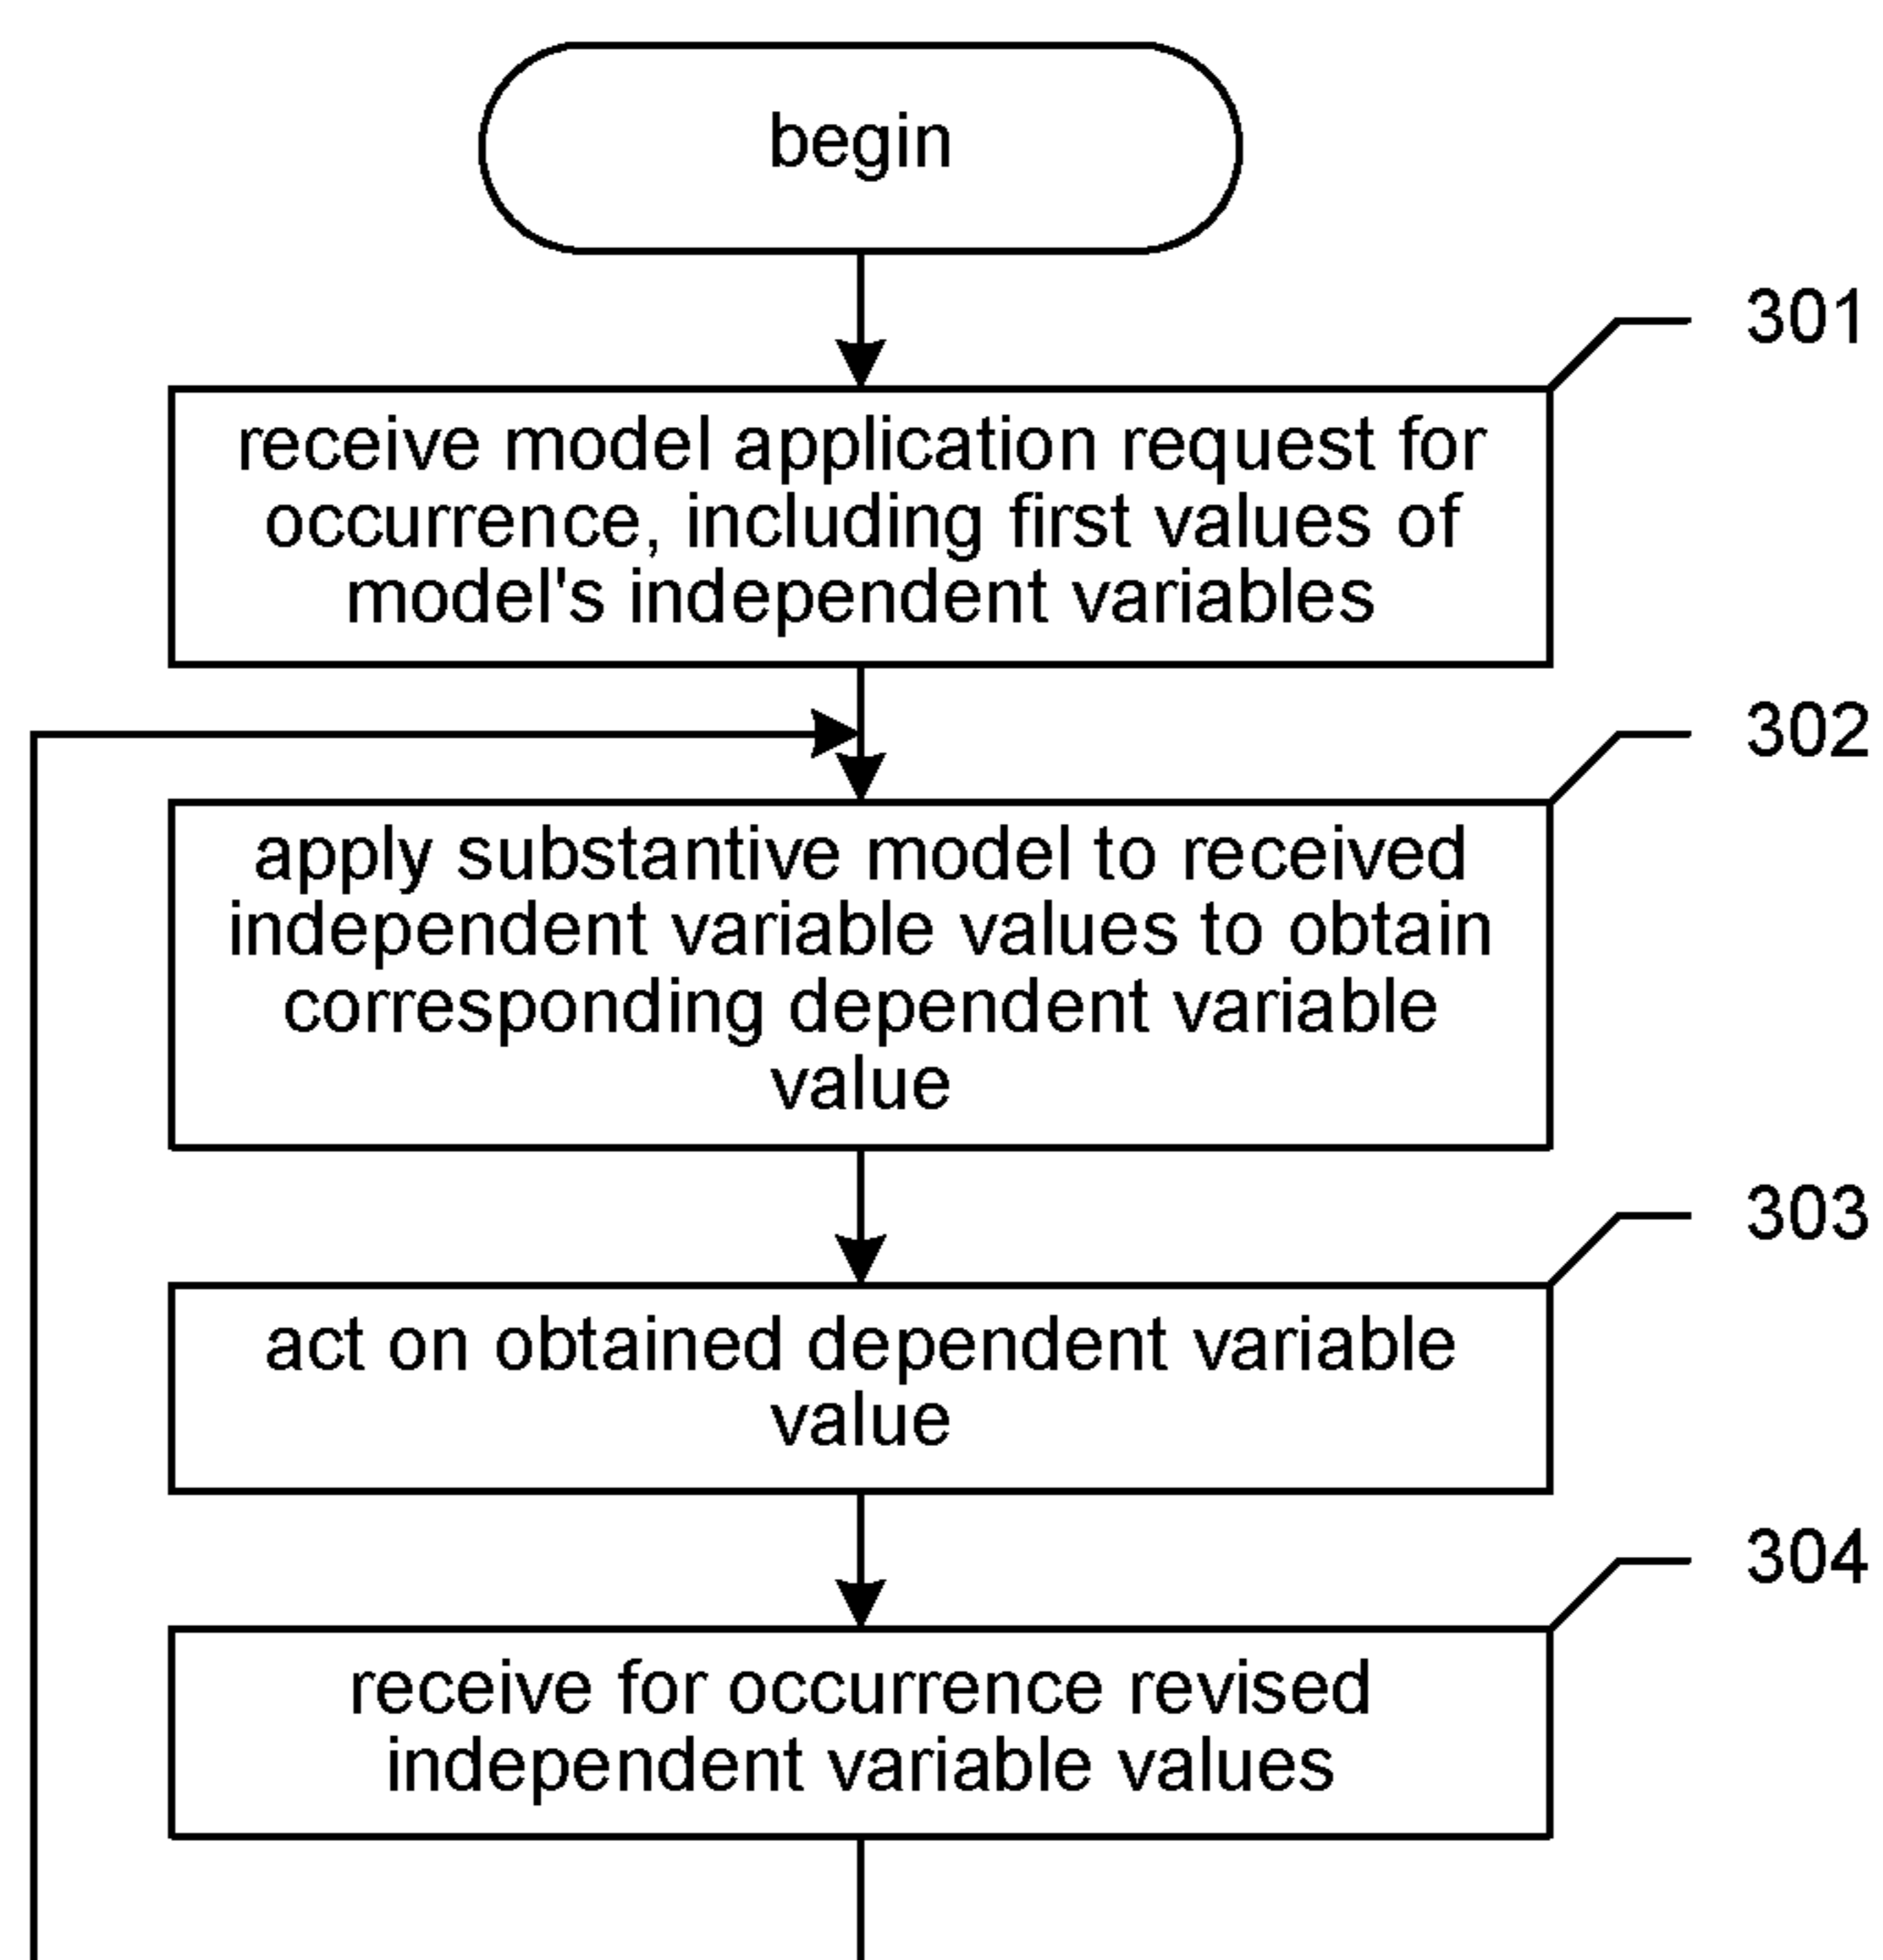 begin
301
receive model application request for
occurrence, including first values of
model's independent variables
302
apply substantive model to received
independent variable values to obtain
corresponding dependent variable
value
303
act on obtained dependent variable
value
304
receive for occurrence revised
independent variable values